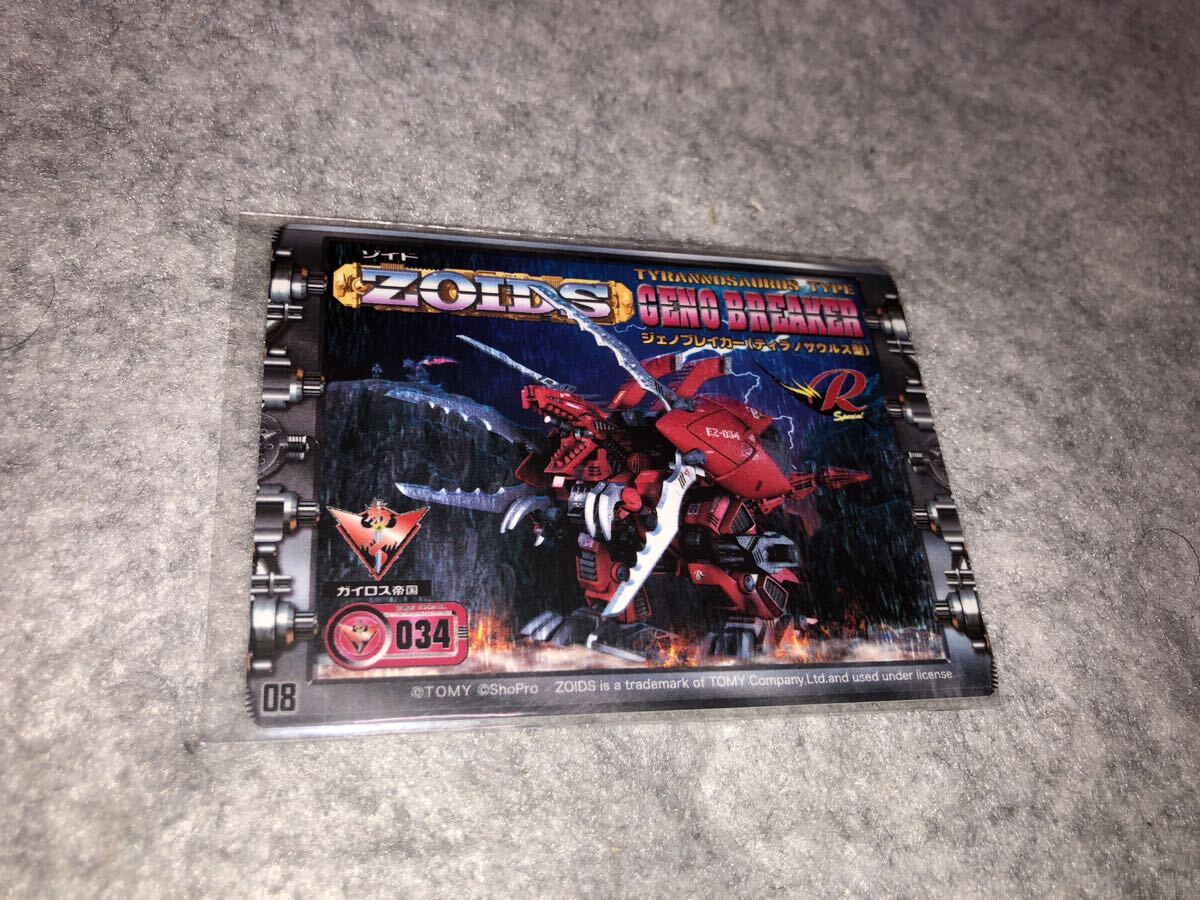 ゾイド
ZOIDS
TYRANNOSAURUS TYPE
GENO BREAKER
ジェノブレイカー(ティラノサウルス型)
R
Special
EZ-034
ガイロス帝国
034
08
©TOMY ©ShoPro ZOIDS is a trademark of TOMY Company,Ltd.and used under license